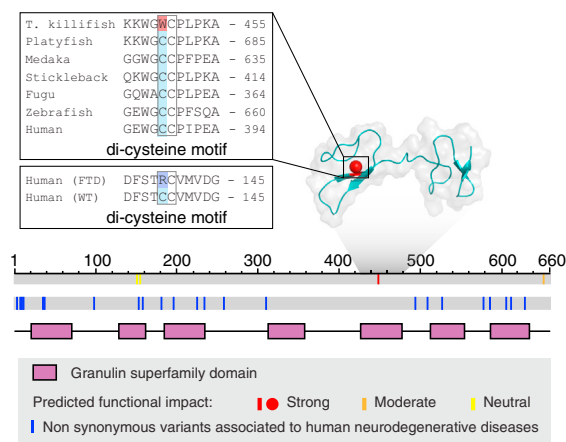 T. killifish KKWGWCPLPKA - 455
Platyfish KKWGCCPLPKA - 685
Medaka GGWGCCPFPEA - 635
Stickleback QKWGCCPLPKA - 414
Fugu GQWACCPLPEA - 364
Zebrafish GEWGCCPFSQA - 660
Human GEWGCCPIPEA - 394
di-cysteine motif
Human (FTD) DFSTRCVMVDG - 145
Human (WT) DFSTCCVMVDG - 145
di-cysteine motif
1 100 200 300 400 500 600 660
Granulin superfamily domain
Predicted functional impact: Strong Moderate Neutral
Non synonymous variants associated to human neurodegenerative diseases